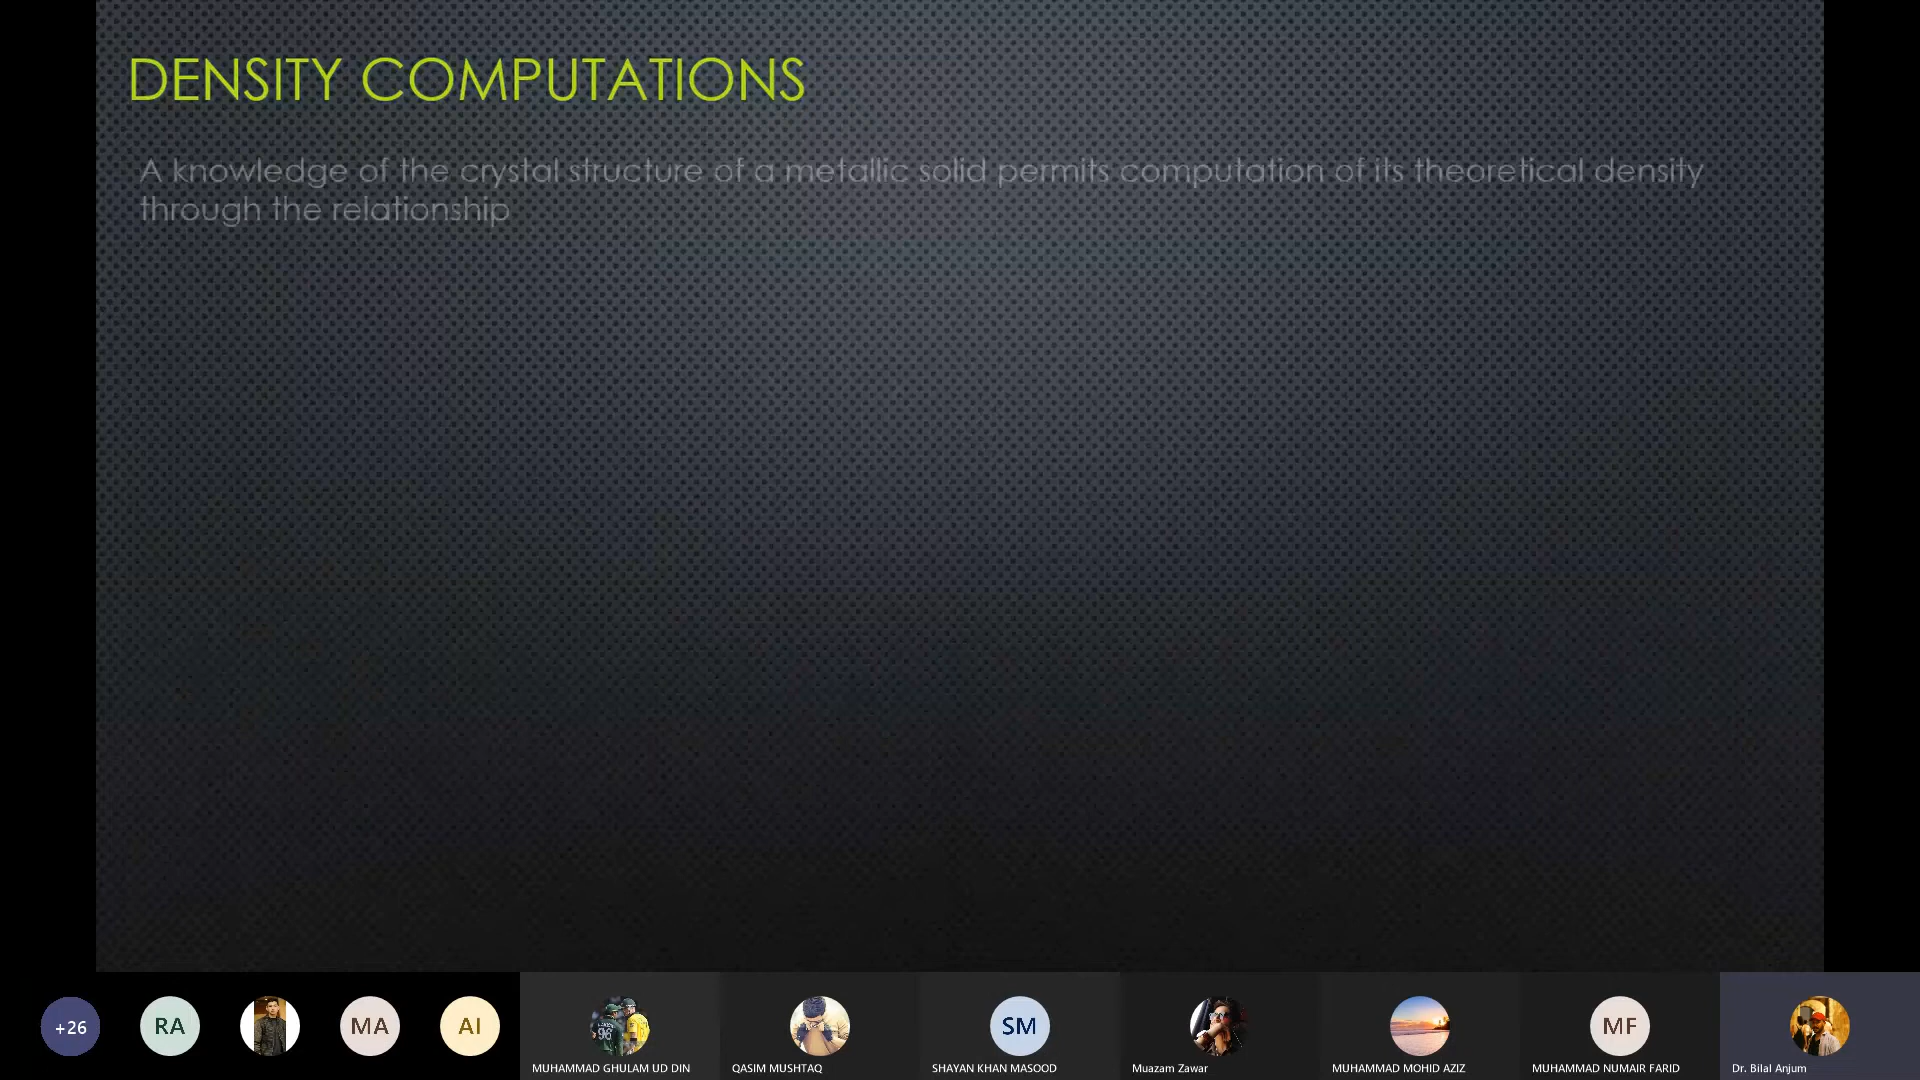 DENSITY COMPUTATIONS
A knowledge of the crystal structure of a metallic solid permits computation of its theoretical density
through the relationship
+26
RA
MA
AI
SM
MF
96
MUHAMMAD GHULAM UD DIN
QASIM MUSHTAQ
SHAYAN KHAN MASOOD
Muazam Zawar
MUHAMMAD MOHID AZIZ
MUHAMMAD NUMAIR FARID
Dr. Bilal Anjum